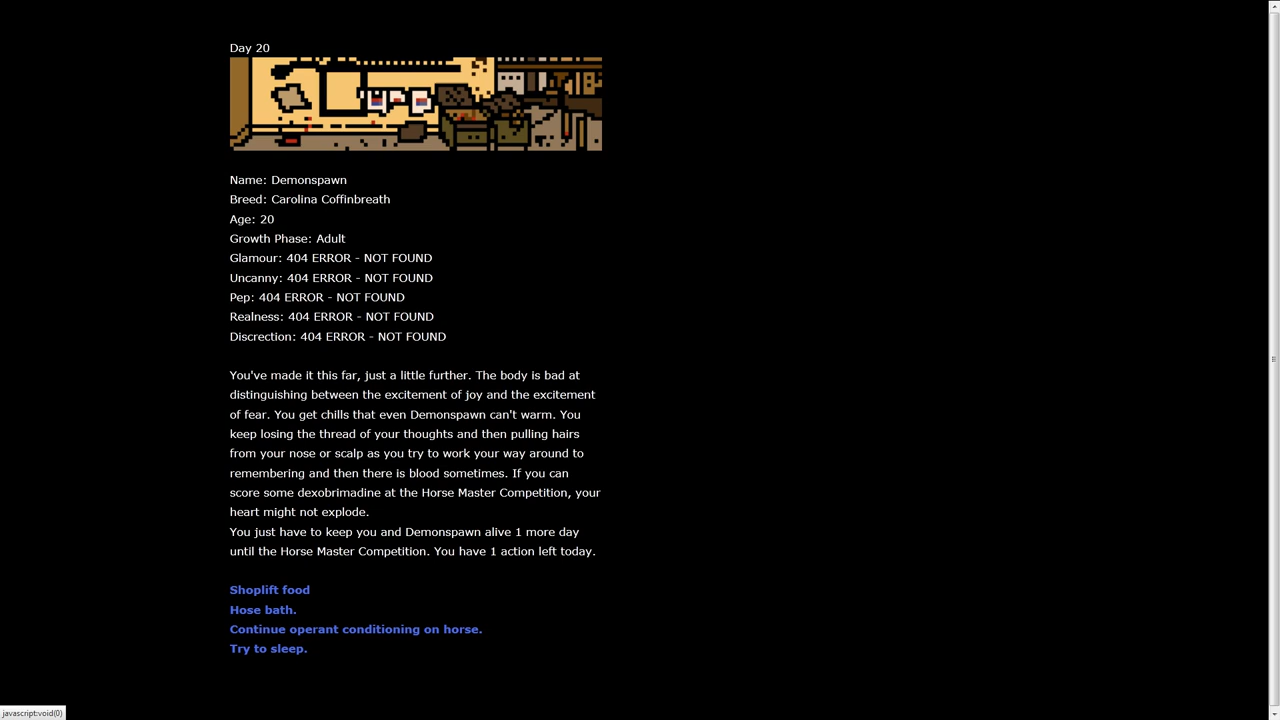 Day 20
Name: Demonspawn
Breed: Carolina Coffinbreath
Age: 20
Growth Phase: Adult
Glamour: 404 ERROR - NOT FOUND
Uncanny: 404 ERROR - NOT FOUND
Pep: 404 ERROR - NOT FOUND
Realness: 404 ERROR - NOT FOUND
Discrection: 404 ERROR - NOT FOUND
You've made it this far, just a little further. The body is bad at
distinguishing between the excitement of joy and the excitement
of fear. You get chills that even Demonspawn can't warm. You
keep losing the thread of your thoughts and then pulling hairs
from your nose or scalp as you try to work your way around to
remembering and then there is blood sometimes. If you can
score some dexobrimadine at the Horse Master Competition, your
heart might not explode.
You just have to keep you and Demonspawn alive 1 more day
until the Horse Master Competition. You have 1 action left today.
Shoplift food
Hose bath.
Continue operant conditioning on horse.
Try to sleep.
javascript:void(0)